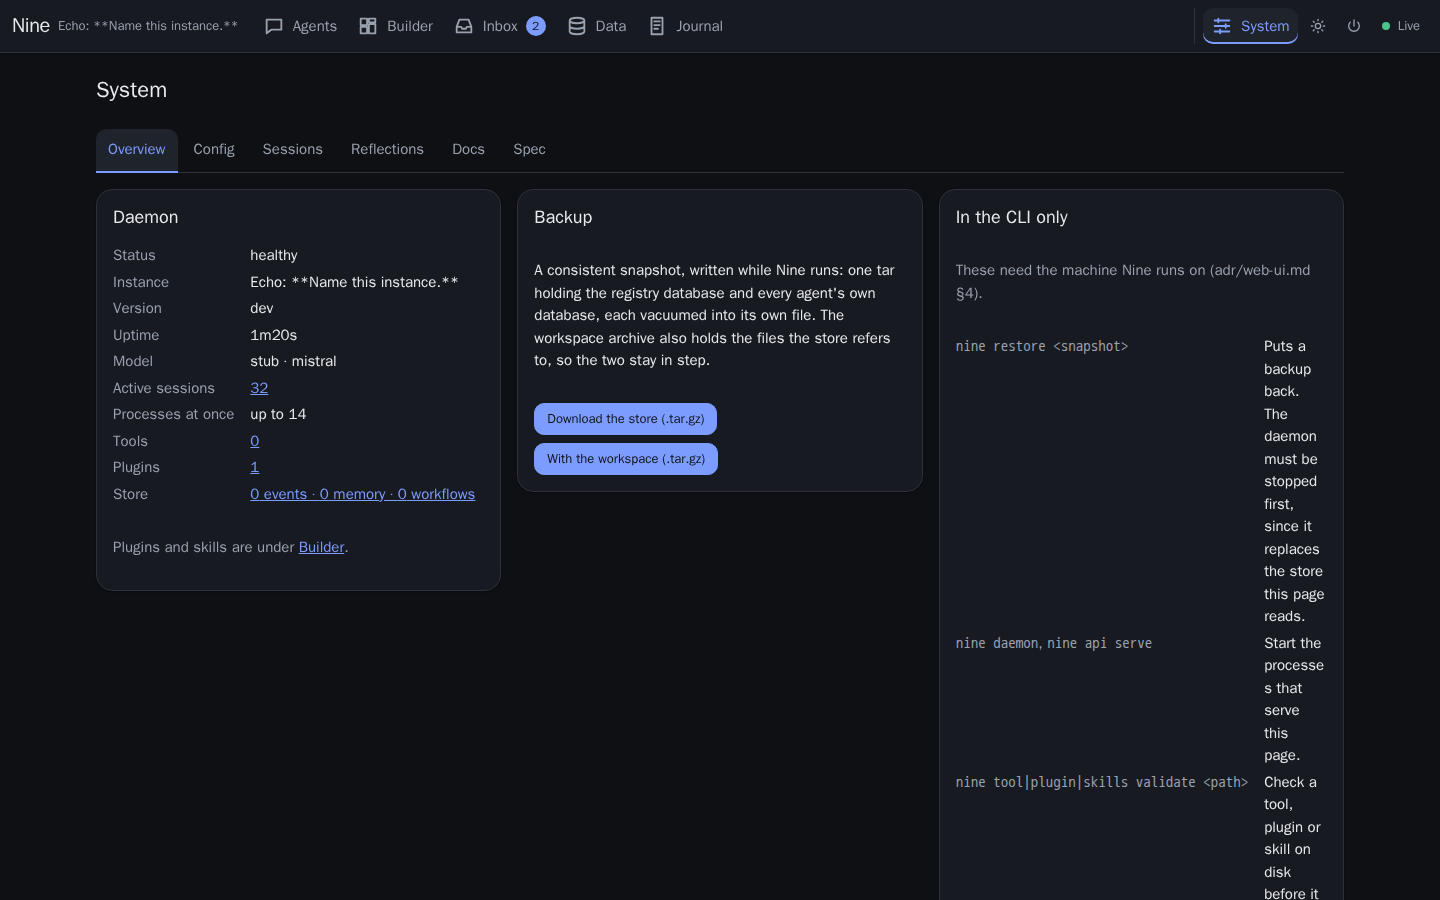 Nine Echo: **Name this instance.** Agents Builder Inbox 2 Data Journal System Live
System
Overview Config Sessions Reflections Docs Spec
Daemon
Status healthy
Instance Echo: **Name this instance.**
Version dev
Uptime 1m20s
Model stub · mistral
Active sessions 32
Processes at once up to 14
Tools 0
Plugins 1
Store 0 events · 0 memory · 0 workflows
Plugins and skills are under Builder.
Backup
A consistent snapshot, written while Nine runs: one tar
holding the registry database and every agent's own
database, each vacuumed into its own file. The
workspace archive also holds the files the store refers
to, so the two stay in step.
Download the store (.tar.gz)
With the workspace (.tar.gz)
In the CLI only
These need the machine Nine runs on (adr/web-ui.md
§4).
nine restore <snapshot> Puts a
backup
back.
The
daemon
must be
stopped
first,
since it
replaces
the store
this page
reads.
nine daemon, nine api serve Start the
processe
s that
serve
this
page.
nine tool|plugin|skills validate <path> Check a
tool,
plugin or
skill on
disk
before it